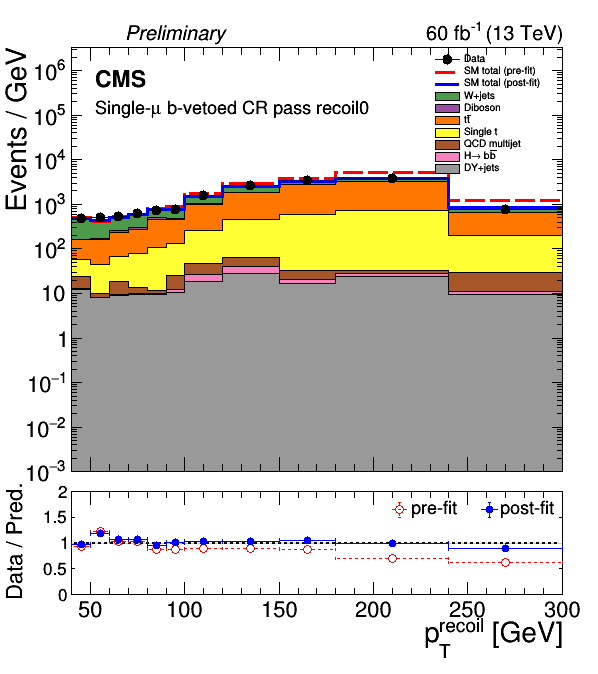 Preliminary 60 fb⁻¹ (13 TeV)
CMS
Single-μ b-vetoed CR pass recoil0
Data
SM total (pre-fit)
SM total (post-fit)
W+jets
Diboson
tt̅
Single t
QCD multijet
H→ bb̅
DY+jets
Events / GeV
10⁶
10⁵
10⁴
10³
10²
10
1
10⁻¹
10⁻²
10⁻³
Data / Pred.
2
1.5
1
0.5
0
pre-fit post-fit
50 100 150 200 250 300
p_T^recoil [GeV]